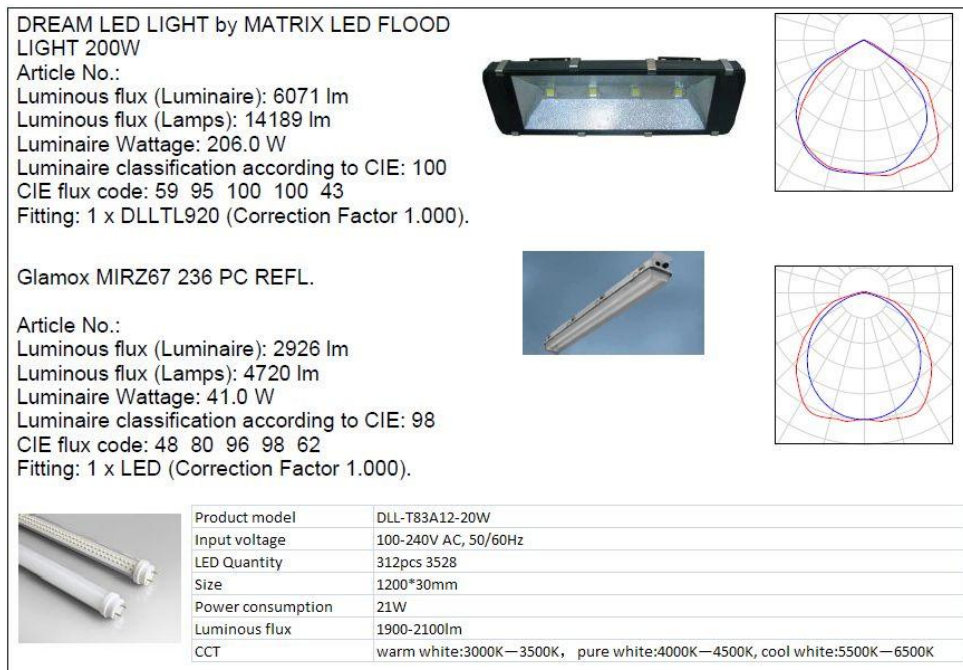 DREAM LED LIGHT by MATRIX LED FLOOD
LIGHT 200W
Article No.:
Luminous flux (Luminaire): 6071 lm
Luminous flux (Lamps): 14189 lm
Luminaire Wattage: 206.0 W
Luminaire classification according to CIE: 100
CIE flux code: 59 95 100 100 43
Fitting: 1 x DLLTL920 (Correction Factor 1.000).
Glamox MIRZ67 236 PC REFL.
Article No.:
Luminous flux (Luminaire): 2926 lm
Luminous flux (Lamps): 4720 lm
Luminaire Wattage: 41.0 W
Luminaire classification according to CIE: 98
CIE flux code: 48 80 96 98 62
Fitting: 1 x LED (Correction Factor 1.000).
Product model DLL-T83A12-20W
Input voltage 100-240V AC, 50/60Hz
LED Quantity 312pcs 3528
Size 1200*30mm
Power consumption 21W
Luminous flux 1900-2100lm
CCT warm white:3000K—3500K， pure white:4000K—4500K, cool white:5500K—6500K